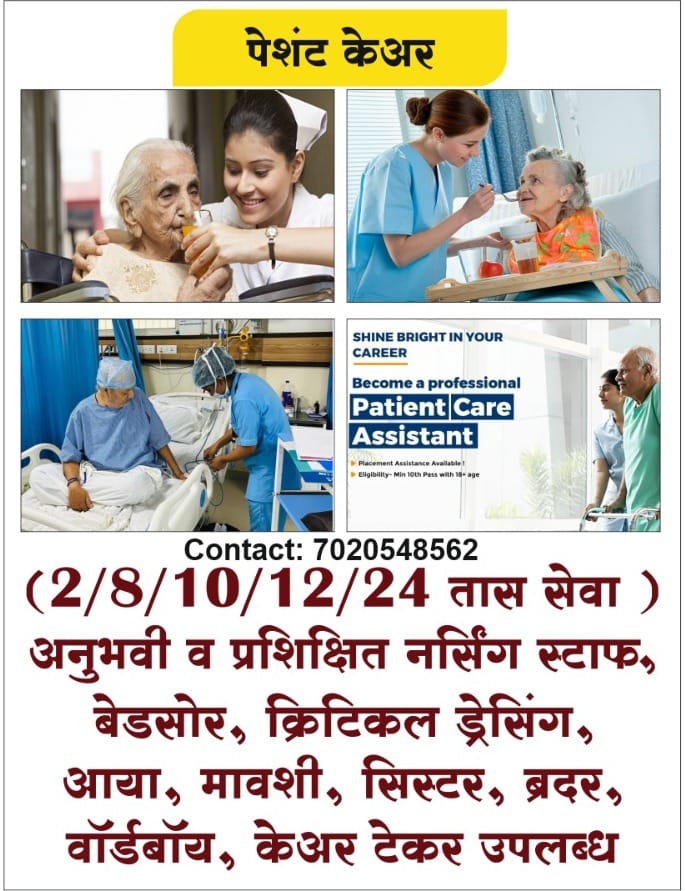 पेशंट केअर
SHINE BRIGHT IN YOUR
CAREER
Become a professional
Patient Care
Assistant
Placement Assistance Available !
Eligibility- Min 10th Pass with 18+ age
Contact: 7020548562
(2/8/10/12/24 तास सेवा )
अनुभवी व प्रशिक्षित नर्सिंग स्टाफ,
बेडसोर, क्रिटिकल ड्रेसिंग,
आया, मावशी, सिस्टर, ब्रदर,
वॉर्डबॉय, केअर टेकर उपलब्ध